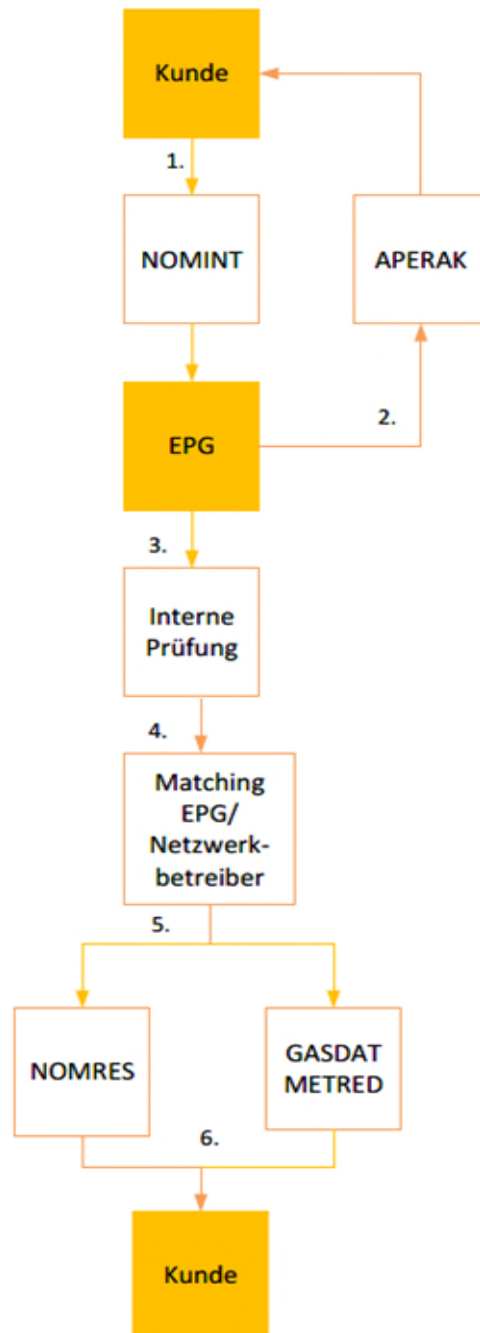 Kunde
1.
NOMINT
APERAK
EPG
2.
3.
Interne
Prüfung
4.
Matching
EPG/
Netzwerk-
betreiber
5.
NOMRES
GASDAT
METRED
6.
Kunde